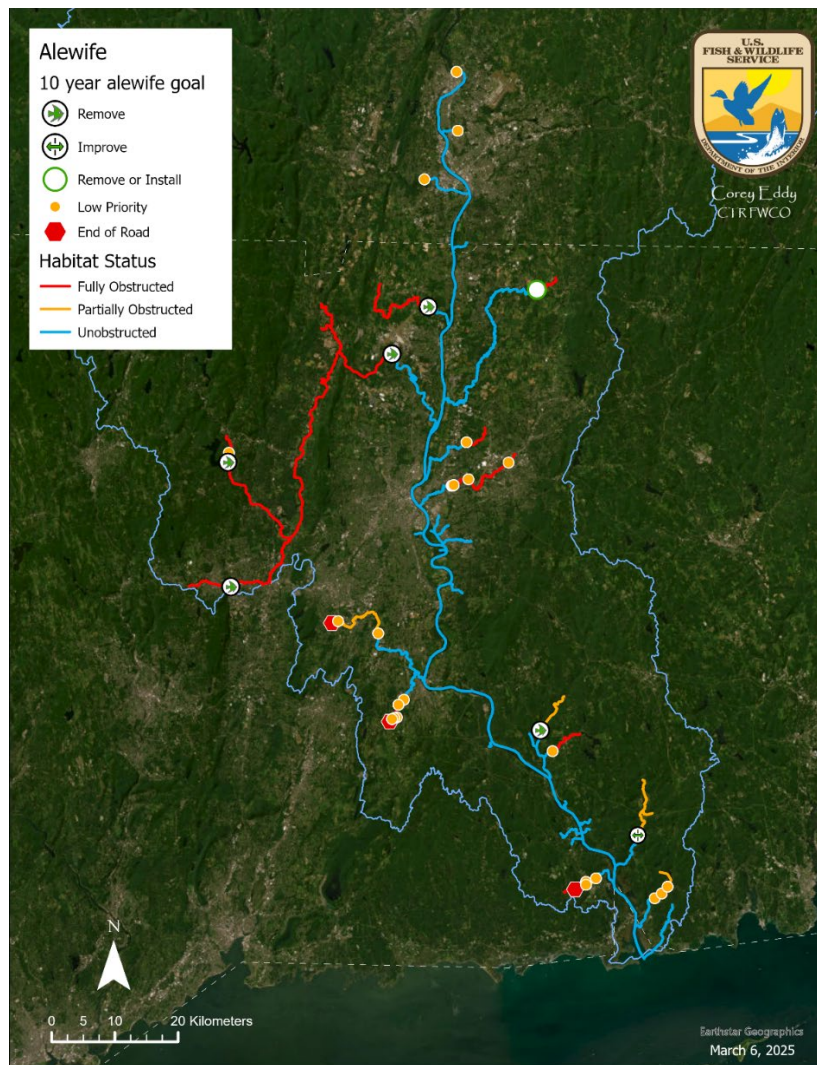 Alewife
10 year alewife goal
Remove
Improve
Remove or Install
Low Priority
End of Road
Habitat Status
Fully Obstructed
Partially Obstructed
Unobstructed
U.S.
FISH & WILDLIFE
SERVICE
DEPARTMENT OF THE INTERIOR
Corey Eddy
CTRFWCO
N
0 5 10 20 Kilometers
Earthstar Geographics
March 6, 2025